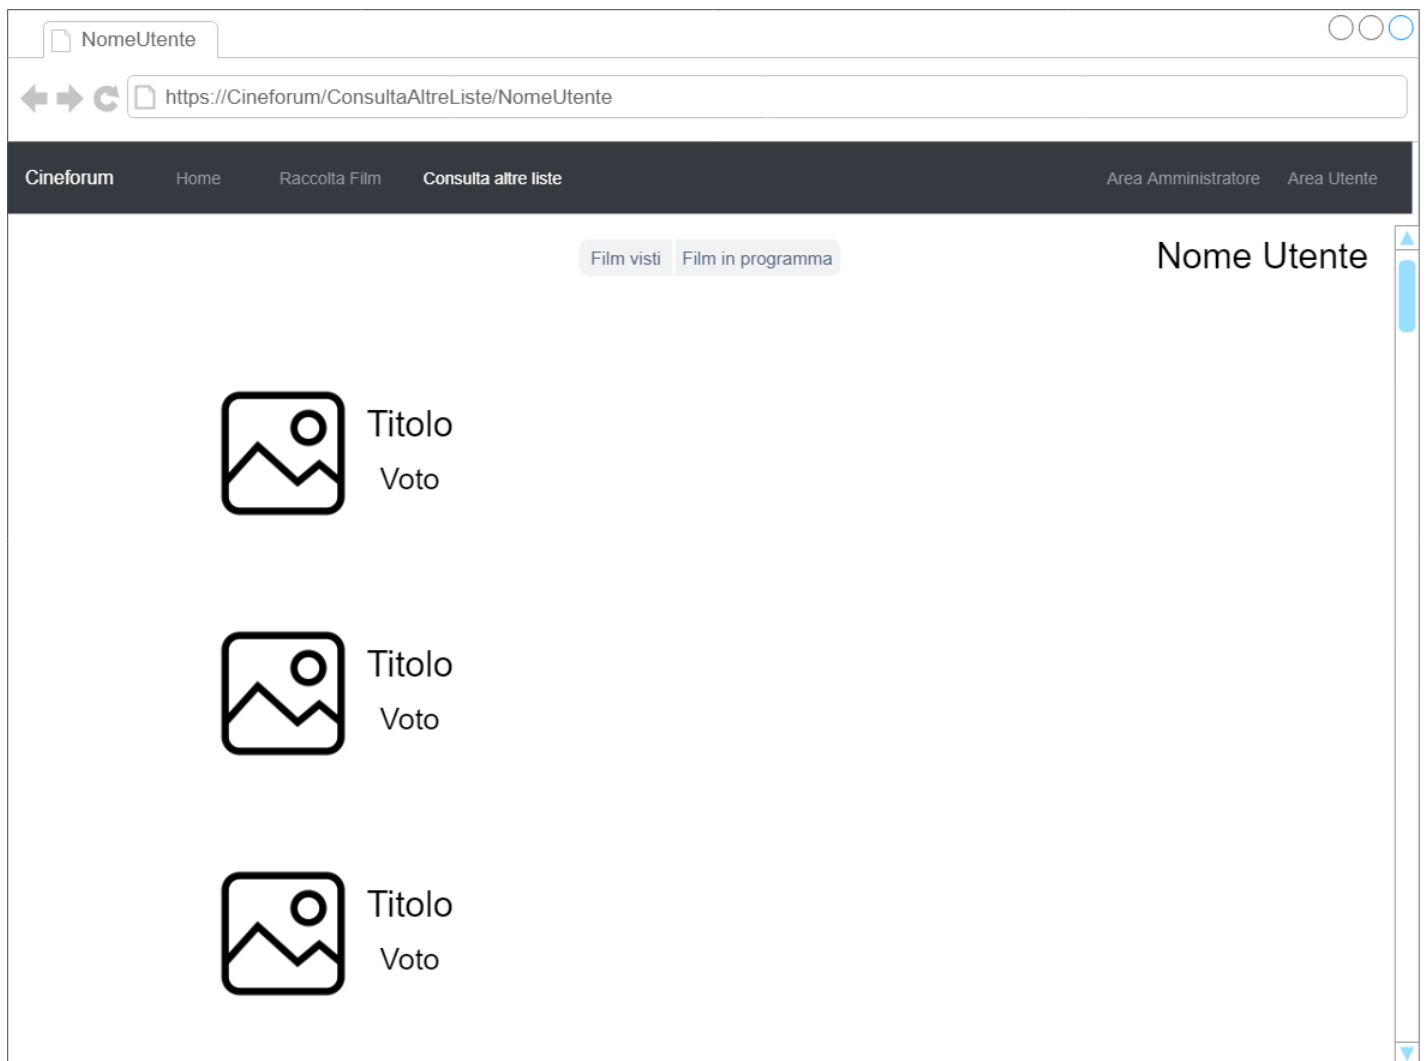 NomeUtente
https://Cineforum/ConsultaAltreListe/NomeUtente
Cineforum Home Raccolta Film Consulta altre liste Area Amministratore Area Utente
Film visti Film in programma Nome Utente
Titolo
Voto
Titolo
Voto
Titolo
Voto